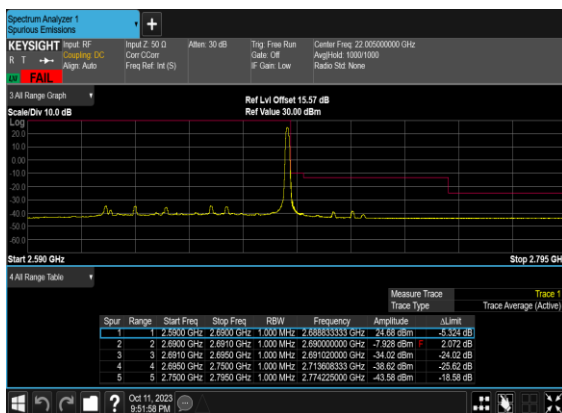 Spectrum Analyzer 1
Spurious Emissions
KEYSIGHT Input: RF Input Z: 50 Ω Atten: 30 dB Trig: Free Run Center Freq: 22.005000000 GHz
R T Coupling: DC Corr CCorr Gate: Off Avg|Hold: 1000/1000
Align: Auto Freq Ref: Int (S) IF Gain: Low Radio Std: None
FAIL
3 All Range Graph
Ref Lvl Offset 15.57 dB
Scale/Div 10.0 dB Ref Value 30.00 dBm
Log
20.0
10.0
0.00
-10.0
-20.0
-30.0
-40.0
-50.0
-60.0
Start 2.590 GHz Stop 2.795 GH
4 All Range Table
Measure Trace Trace 1
Trace Type Trace Average (Active)
Spur Range Start Freq Stop Freq RBW Frequency Amplitude ΔLimit
1 1 2.5900 GHz 2.6900 GHz 1.000 MHz 2.688833333 GHz 24.68 dBm -5.324 dB
2 2 2.6900 GHz 2.6910 GHz 1.000 MHz 2.690000000 GHz -7.928 dBm F 2.072 dB
3 3 2.6910 GHz 2.6950 GHz 1.000 MHz 2.691020000 GHz -34.02 dBm -24.02 dB
4 4 2.6950 GHz 2.7500 GHz 1.000 MHz 2.713608333 GHz -38.62 dBm -25.62 dB
5 5 2.7500 GHz 2.7950 GHz 1.000 MHz 2.774225000 GHz -43.58 dBm -18.58 dB
Oct 11, 2023
9:51:58 PM